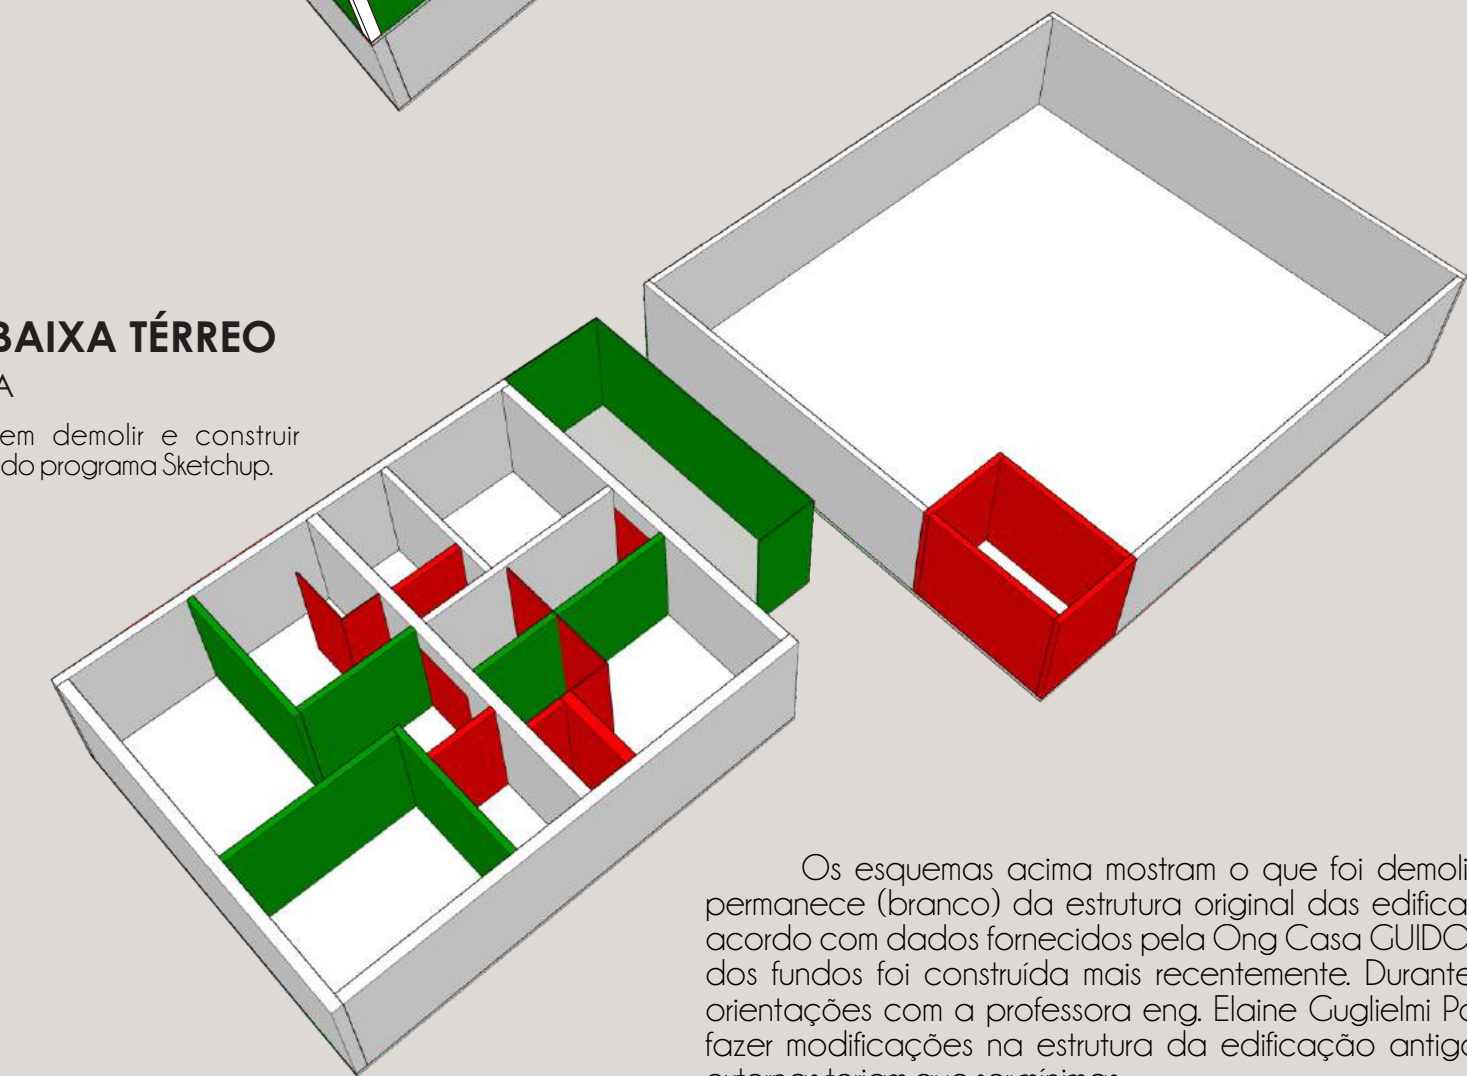 BAIXA TÉRREO
A
em demolir e construir
do programa Sketchup.
Os esquemas acima mostram o que foi demoli
permanece (branco) da estrutura original das edifica
acordo com dados fornecidos pela Ong Casa GUIDO
dos fundos foi construída mais recentemente. Durante
orientações com a professora eng. Elaine Guglielmi Pa
fazer modificações na estrutura da edificação antiga